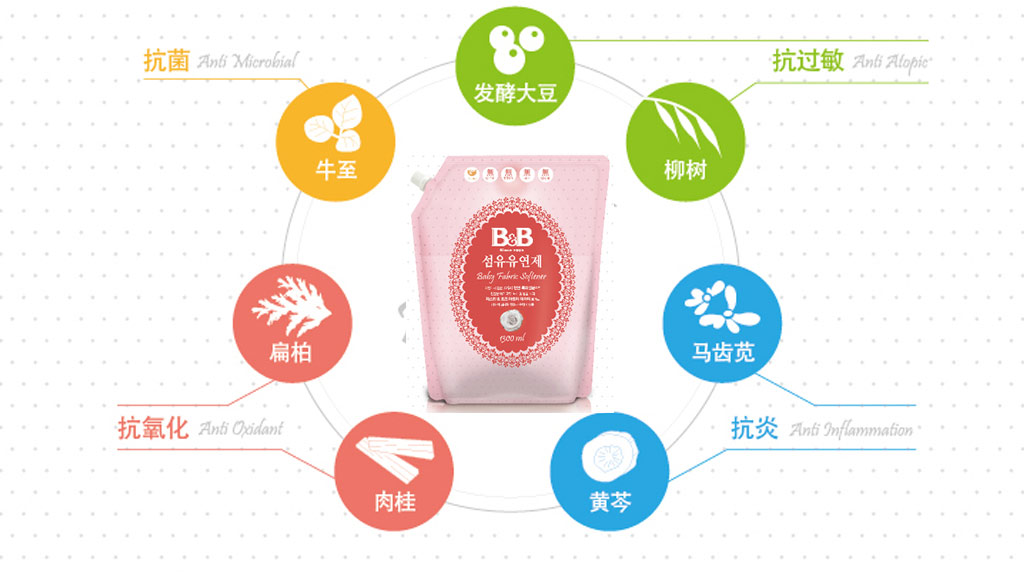 抗菌 Anti Microbial
发酵大豆
抗过敏 Anti Atopic
牛至
柳树
B&B
섬유유연제
Baby Fabric Softener
1300 ml
扁柏
马齿苋
抗氧化 Anti Oxidant
抗炎 Anti Inflammation
肉桂
黄芩